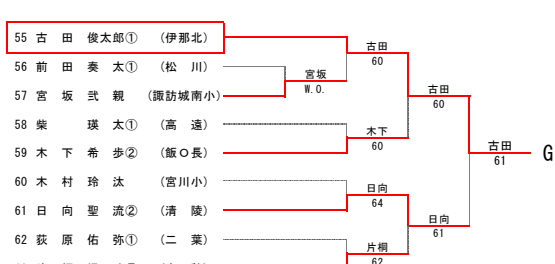 55 古田 俊太郎① (伊那北)
56 前田 奏太① (松川)
57 宮坂 弐親 (諏訪城南小)
58 柴 瑛太① (高遠)
59 木下 希歩② (飯O長)
60 木村 玲汰 (宮川小)
61 日向 聖流② (清陵)
62 荻原 佑弥① (二葉)
宮坂
W.O.
古田
60
木下
60
古田
60
日向
64
片桐
62
日向
61
古田
61
G